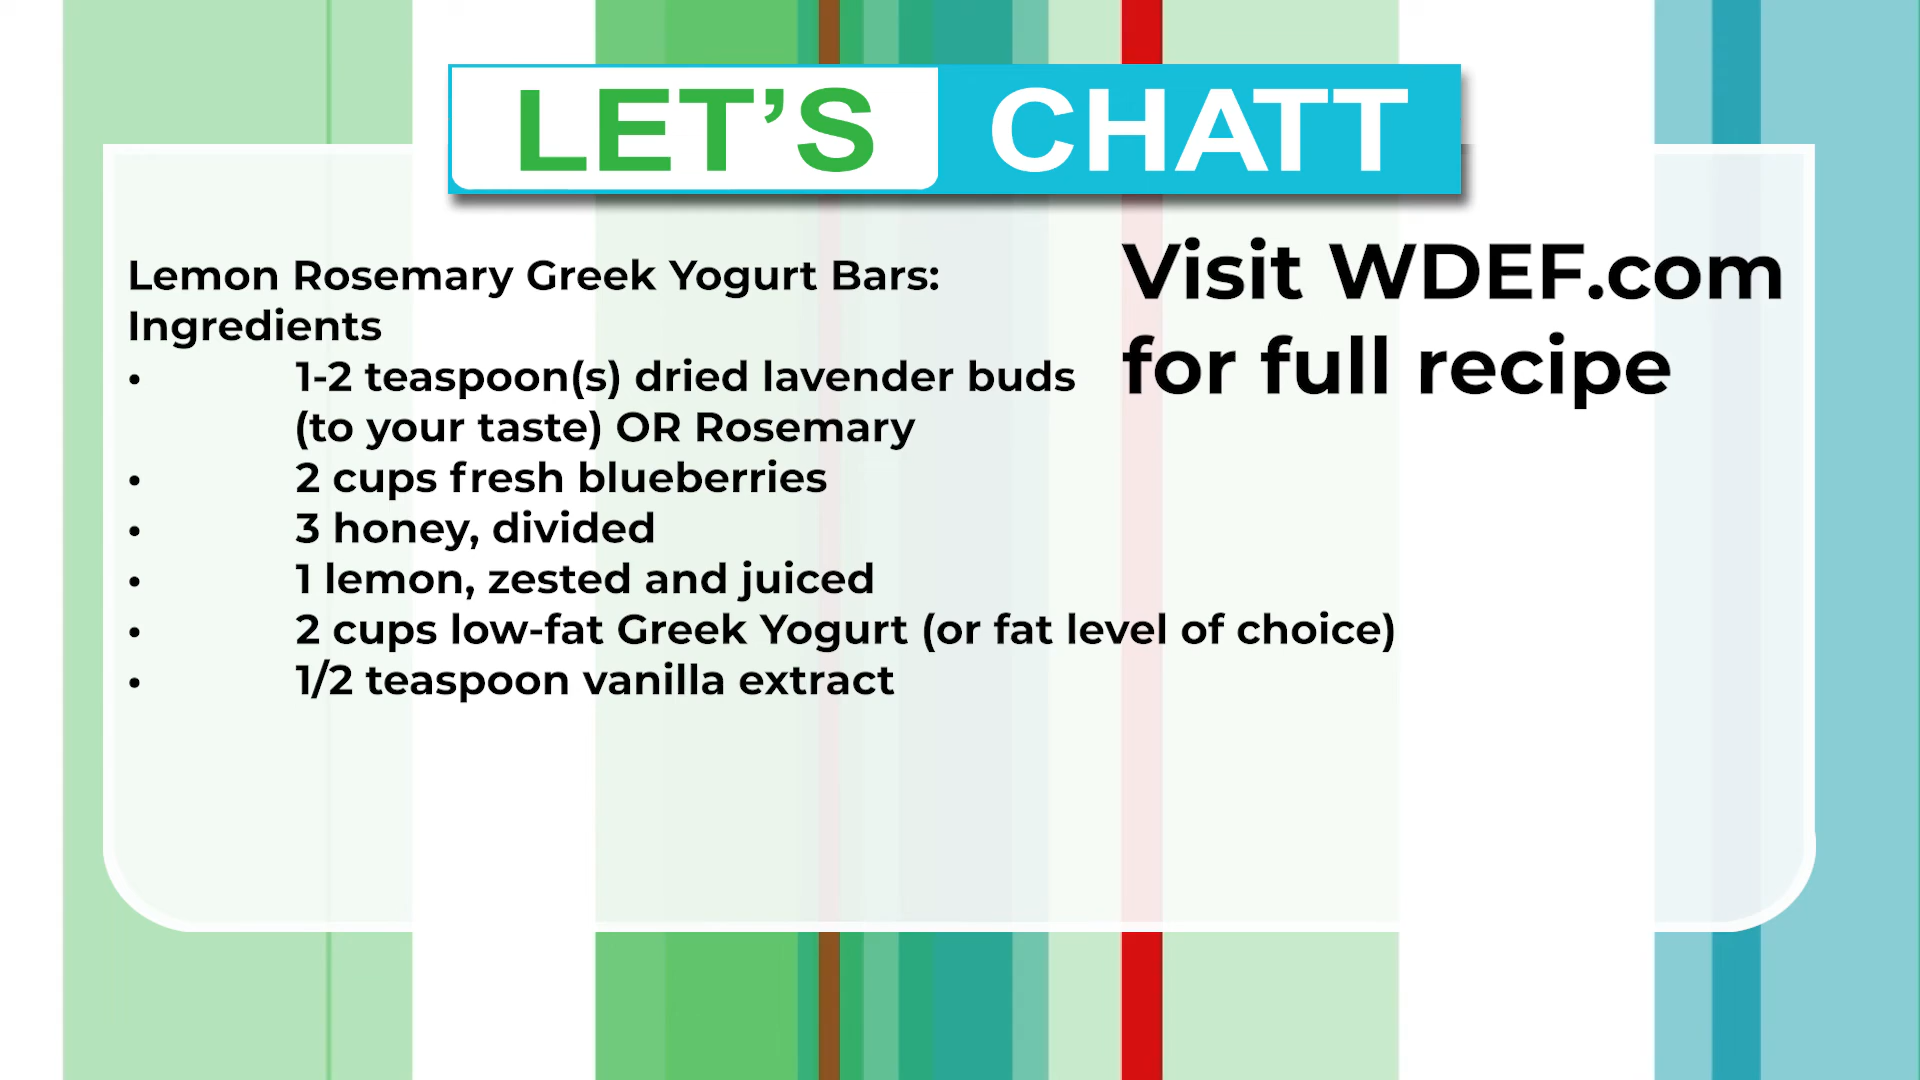 LET'S CHATT
Visit WDEF.com
for full recipe
Lemon Rosemary Greek Yogurt Bars:
Ingredients
• 1-2 teaspoon(s) dried lavender buds
(to your taste) OR Rosemary
• 2 cups fresh blueberries
• 3 honey, divided
• 1 lemon, zested and juiced
• 2 cups low-fat Greek Yogurt (or fat level of choice)
• 1/2 teaspoon vanilla extract